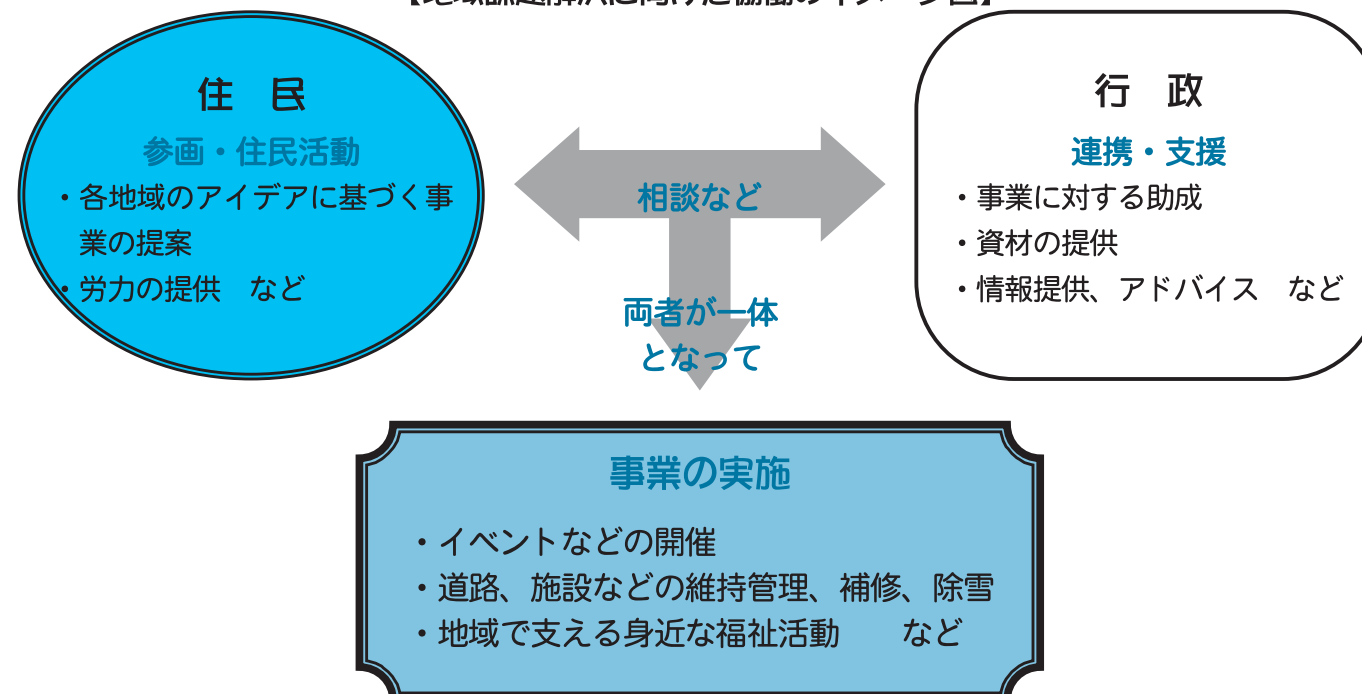 住　民
参画・住民活動
・各地域のアイデアに基づく事
業の提案
・労力の提供　など
相談など
両者が一体
となって
行　政
連携・支援
・事業に対する助成
・資材の提供
・情報提供、アドバイス　など
事業の実施
・イベントなどの開催
・道路、施設などの維持管理、補修、除雪
・地域で支える身近な福祉活動　　など